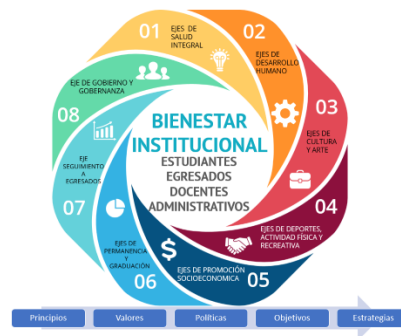 01
EJES DE
SALUD
INTEGRAL
02
EJES DE
DESARROLLO
HUMANO
03
EJES DE
CULTURA
Y ARTE
04
EJES DE DEPORTES,
ACTIVIDAD FÍSICA Y
RECREATIVA
05
EJES DE PROMOCIÓN
SOCIOECONOMICA
06
EJES DE
PERMANENCIA
Y
GRADUACIÓN
07
EJE
SEGUIMIENTO
A
EGRESADOS
08
EJE DE GOBIERNO Y
GOBERNANZA
BIENESTAR
INSTITUCIONAL
ESTUDIANTES
EGRESADOS
DOCENTES
ADMINISTRATIVOS
$
Principios
Valores
Políticas
Objetivos
Estrategias